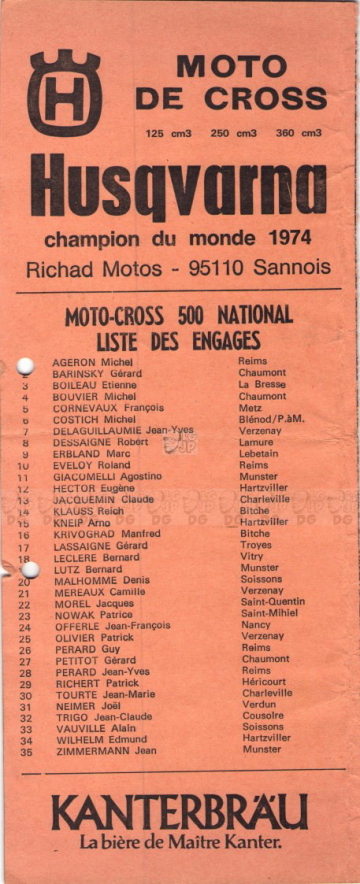 H
MOTO
DE CROSS
125 cm3 250 cm3 360 cm3
Husqvarna
champion du monde 1974
Richad Motos - 95110 Sannois
MOTO-CROSS 500 NATIONAL
LISTE DES ENGAGES
AGERON Michel Reims
2 BARINSKY Gérard Chaumont
3 BOILEAU Etienne La Bresse
4 BOUVIER Michel Chaumont
5 CORNEVAUX François Metz
6 COSTICH Michel Blénod/P.àM.
7 DELAGUILLAUMIE Jean-Yves Verzenay
8 DESSAIGNE Robert Lamure
9 ERBLAND Marc Lebetain
10 EVELOY Roland Reims
11 GIACOMELLI Agostino Munster
12 HECTOR Eugène Hartzviller
13 JACQUEMIN Claude Charleville
14 KLAUSS Reich Bitche
15 KNEIP Arno Hartzviller
16 KRIVOGRAD Manfred Bitche
17 LASSAIGNE Gérard Troyes
18 LECLERE Bernard Vitry
LUTZ Bernard Munster
20 MALHOMME Denis Soissons
21 MEREAUX Camille Verzenay
22 MOREL Jacques Saint-Quentin
23 NOWAK Patrice Saint-Mihiel
24 OFFERLE Jean-François Nancy
25 OLIVIER Patrick Verzenay
26 PERARD Guy Reims
27 PETITOT Gérard Chaumont
28 PERARD Jean-Yves Reims
29 RICHERT Patrick Héricourt
30 TOURTE Jean-Marie Charleville
31 NEIMER Joël Verdun
32 TRIGO Jean-Claude Cousolre
33 VAUVILLE Alain Soissons
34 WILHELM Edmund Hartzviller
35 ZIMMERMANN Jean Munster
KANTERBRÄU
La bière de Maître Kanter.